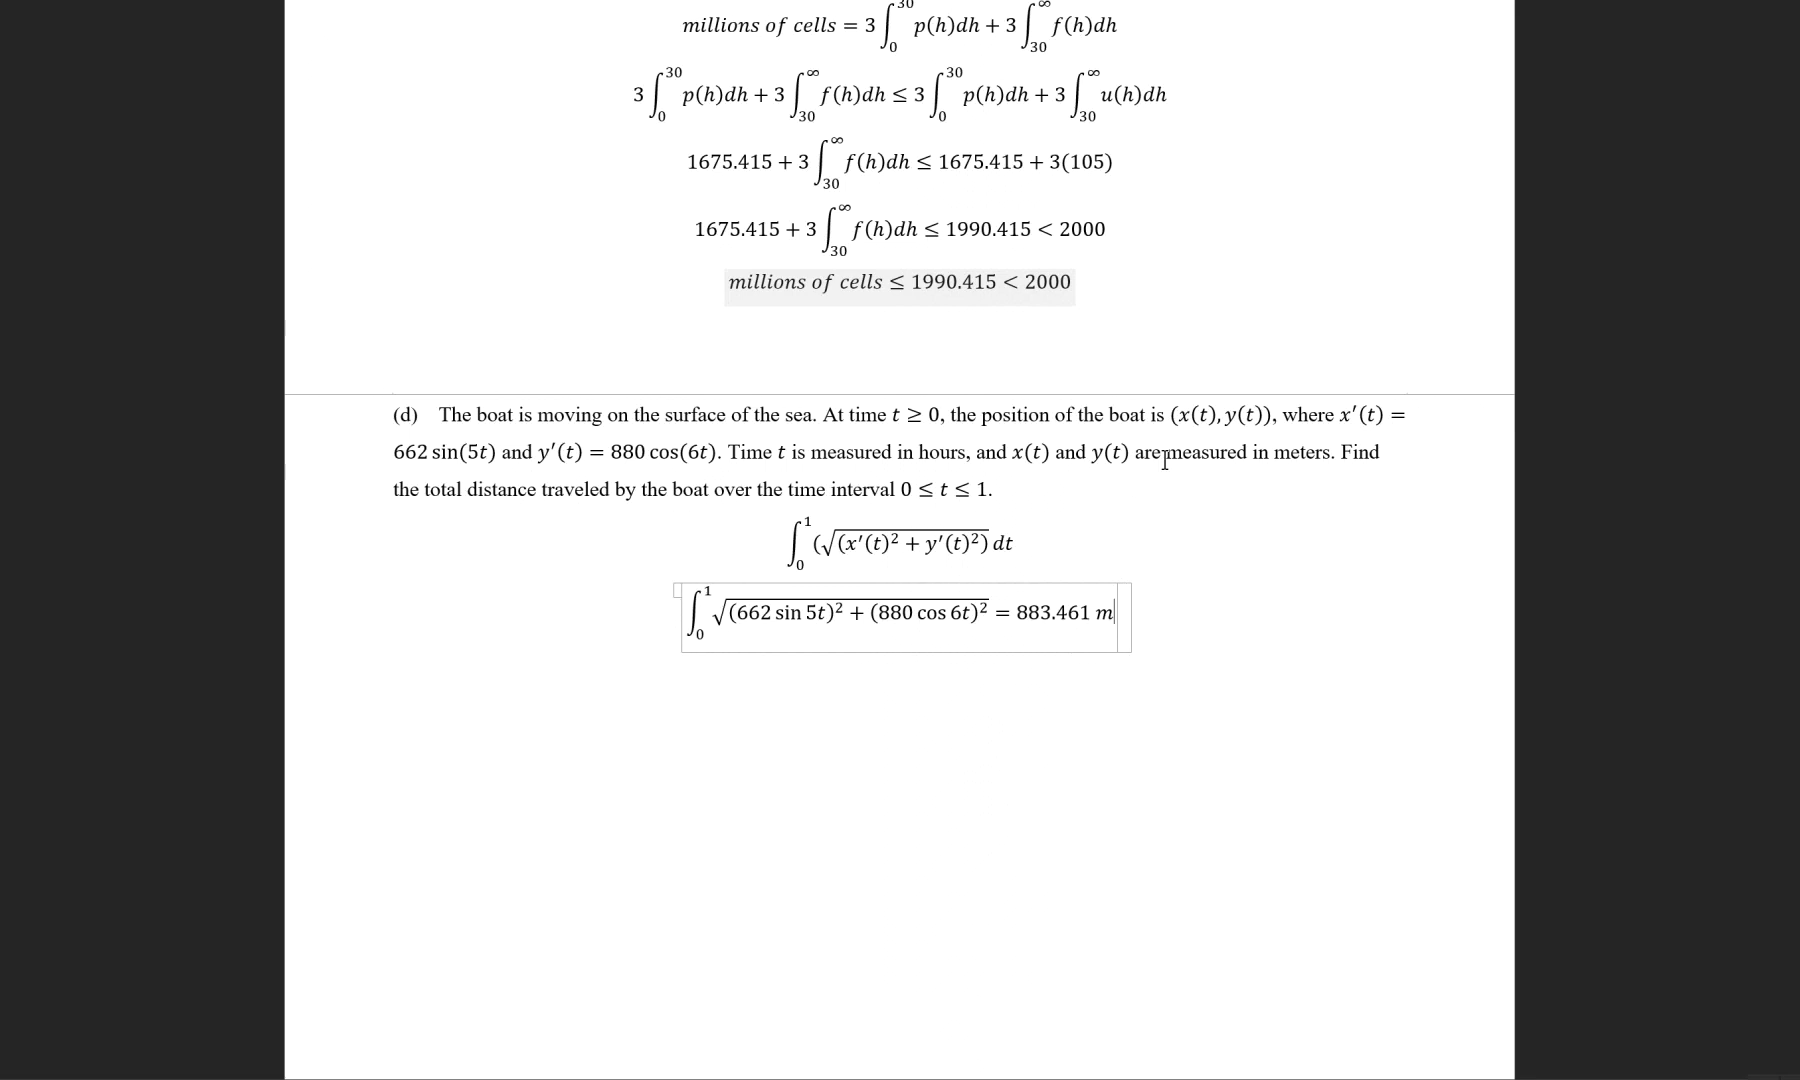 millions of cells = 3∫₀³⁰ p(h)dh + 3∫₃₀^∞ f(h)dh
3∫₀³⁰ p(h)dh + 3∫₃₀^∞ f(h)dh ≤ 3∫₀³⁰ p(h)dh + 3∫₃₀^∞ u(h)dh
1675.415 + 3∫₃₀^∞ f(h)dh ≤ 1675.415 + 3(105)
1675.415 + 3∫₃₀^∞ f(h)dh ≤ 1990.415 < 2000
millions of cells ≤ 1990.415 < 2000
(d) The boat is moving on the surface of the sea. At time t ≥ 0, the position of the boat is (x(t), y(t)), where x′(t) =
662 sin(5t) and y′(t) = 880 cos(6t). Time t is measured in hours, and x(t) and y(t) are measured in meters. Find
the total distance traveled by the boat over the time interval 0 ≤ t ≤ 1.
∫₀¹ (√((x′(t)² + y′(t)²) dt
∫₀¹ √((662 sin 5t)² + (880 cos 6t)²) = 883.461 m